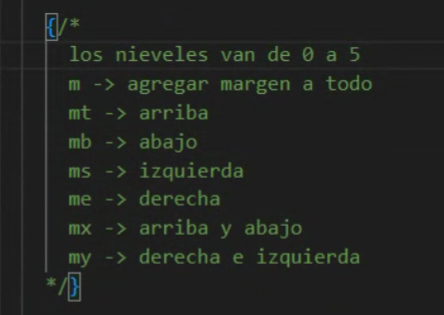 {/*
los nieveles van de 0 a 5
m -> agregar margen a todo
mt -> arriba
mb -> abajo
ms -> izquierda
me -> derecha
mx -> arriba y abajo
my -> derecha e izquierda
*/}